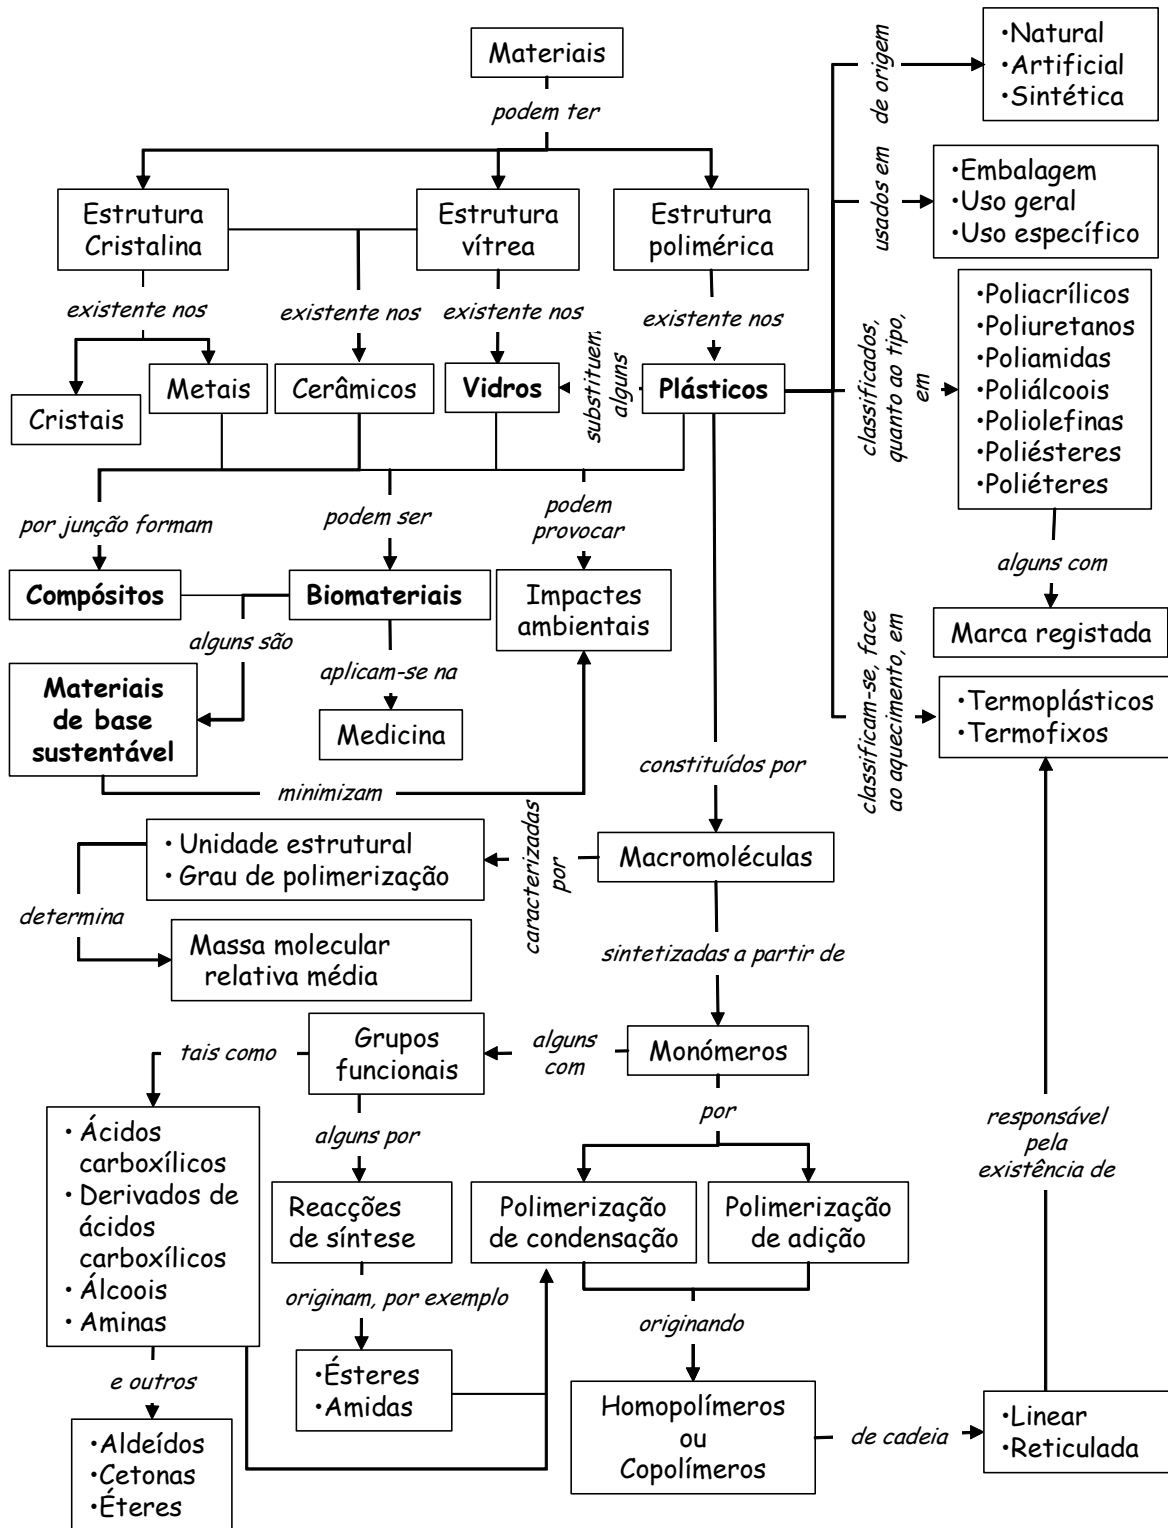 Materiais
podem ter
Estrutura
Cristalina
Estrutura
vítrea
Estrutura
polimérica
existente nos
existente nos
existente nos
existente nos
Cristais
Metais
Cerâmicos
Vidros
substituem
alguns
Plásticos
de origem
•Natural
•Artificial
•Sintética
usados em
•Embalagem
•Uso geral
•Uso específico
classificados,
quanto ao tipo,
em
•Poliacrílicos
•Poliuretanos
•Poliamidas
•Poliálcoois
•Poliolefinas
•Poliésteres
•Poliéteres
alguns com
Marca registada
classificam-se, face
ao aquecimento, em
•Termoplásticos
•Termofixos
por junção formam
podem ser
podem
provocar
Compósitos
Biomateriais
Impactes
ambientais
alguns são
aplicam-se na
Materiais
de base
sustentável
Medicina
minimizam
constituídos por
• Unidade estrutural
• Grau de polimerização
caracterizadas
por
Macromoléculas
determina
Massa molecular
relativa média
sintetizadas a partir de
tais como
Grupos
funcionais
alguns
com
Monómeros
• Ácidos
carboxílicos
• Derivados de
ácidos
carboxílicos
• Álcoois
• Aminas
alguns por
por
responsável
pela
existência de
Reacções
de síntese
Polimerização
de condensação
Polimerização
de adição
originam, por exemplo
originando
e outros
•Ésteres
•Amidas
Homopolímeros
ou
Copolímeros
de cadeia
•Linear
•Reticulada
•Aldeídos
•Cetonas
•Éteres